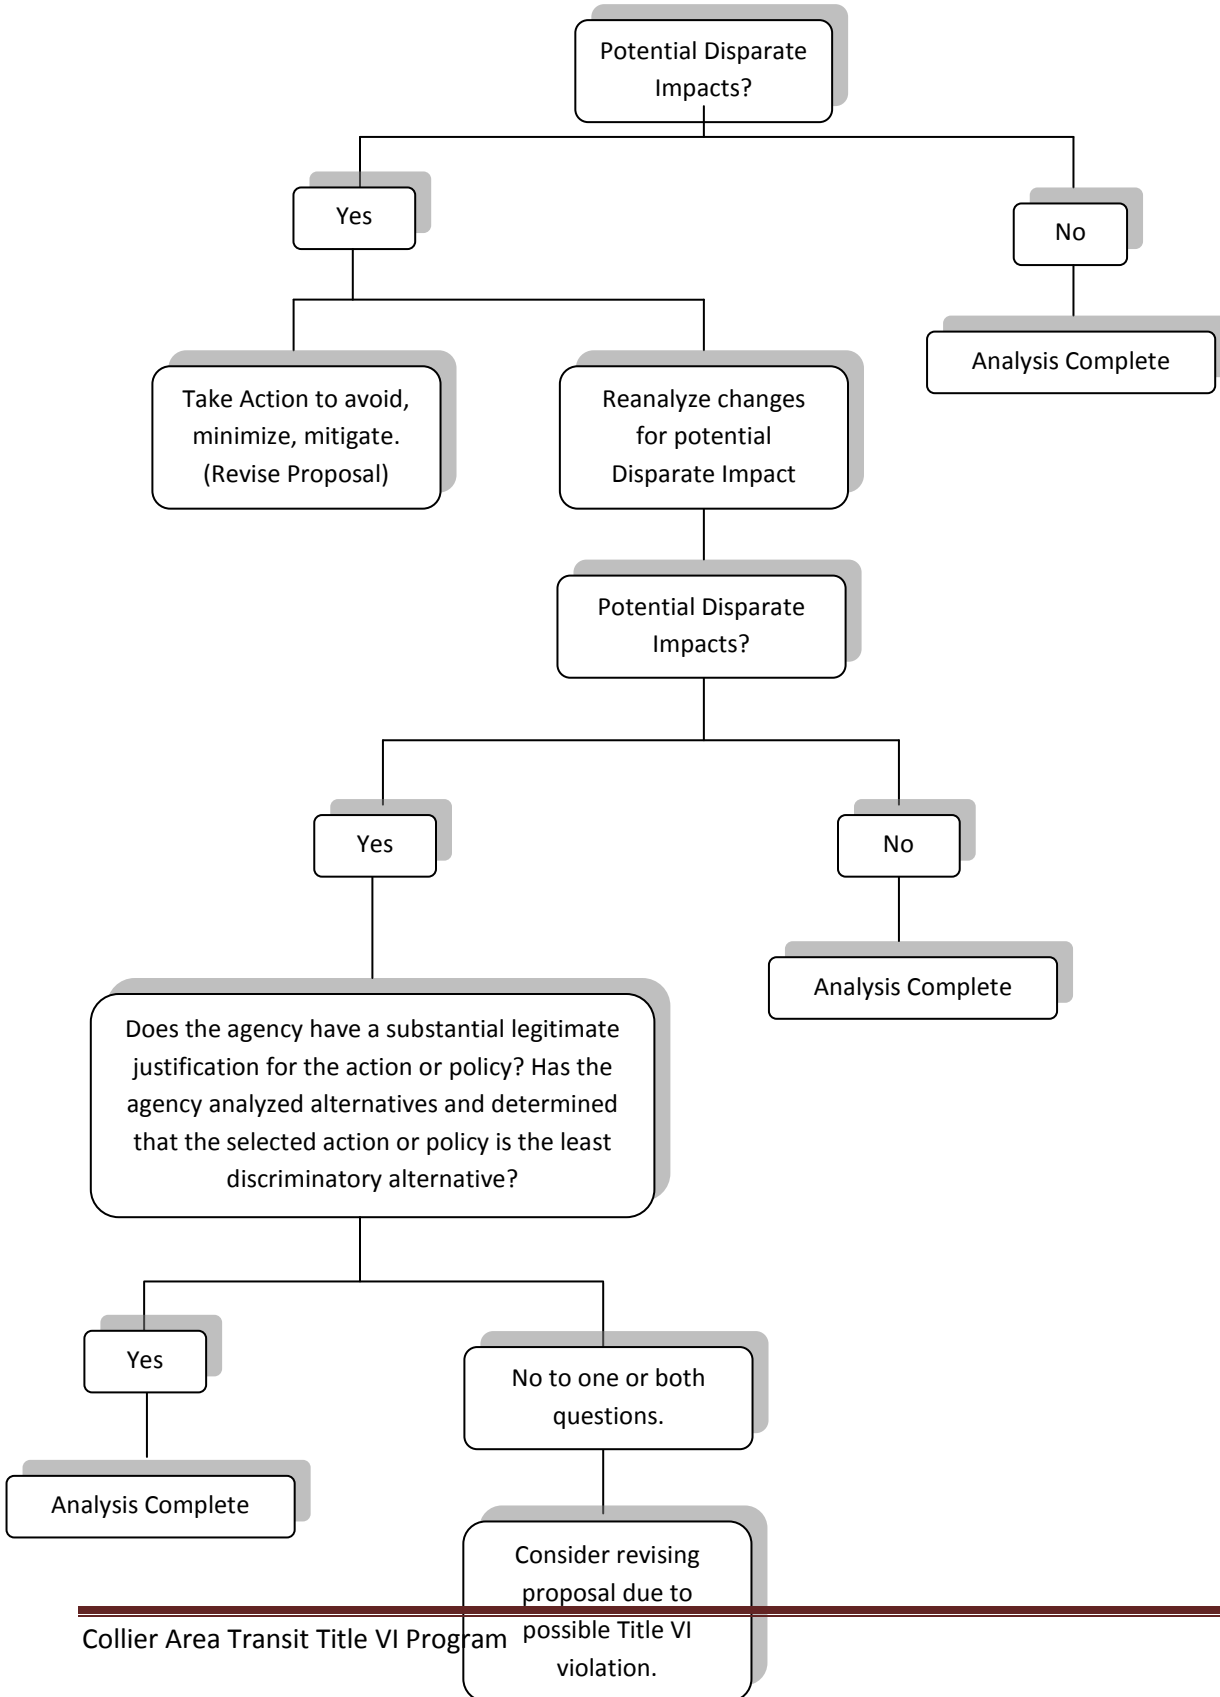 Potential Disparate
Impacts?
Yes
No
Analysis Complete
Take Action to avoid,
minimize, mitigate.
(Revise Proposal)
Reanalyze changes
for potential
Disparate Impact
Potential Disparate
Impacts?
Yes
No
Analysis Complete
Does the agency have a substantial legitimate
justification for the action or policy? Has the
agency analyzed alternatives and determined
that the selected action or policy is the least
discriminatory alternative?
Yes
No to one or both
questions.
Analysis Complete
Consider revising
proposal due to
possible Title VI
violation.
Collier Area Transit Title VI Program